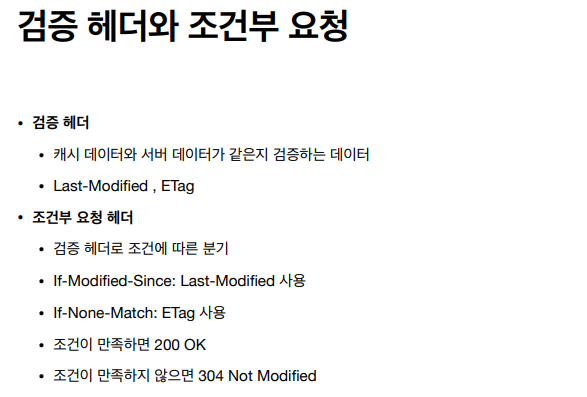 검증 헤더와 조건부 요청
• 검증 헤더
• 캐시 데이터와 서버 데이터가 같은지 검증하는 데이터
• Last-Modified , ETag
• 조건부 요청 헤더
• 검증 헤더로 조건에 따른 분기
• If-Modified-Since: Last-Modified 사용
• If-None-Match: ETag 사용
• 조건이 만족하면 200 OK
• 조건이 만족하지 않으면 304 Not Modified